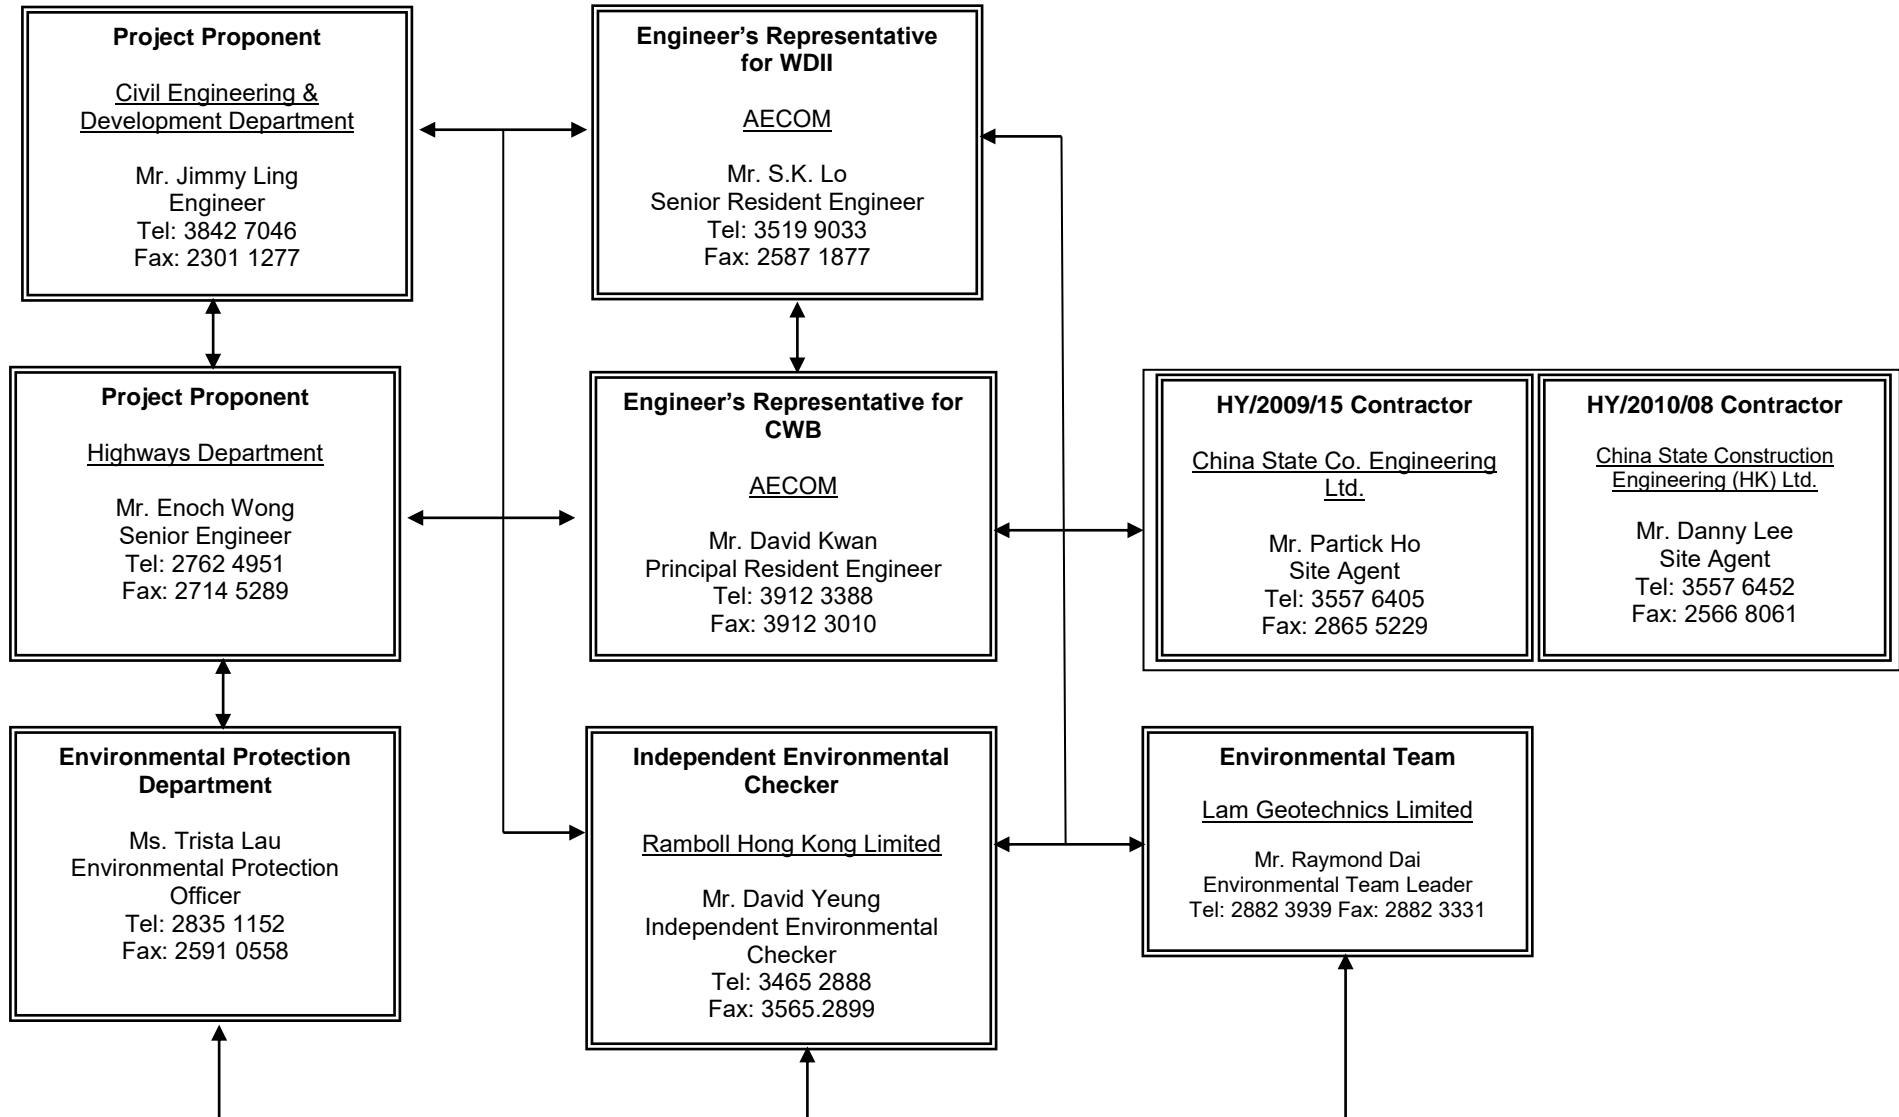 Project Proponent
Civil Engineering &
Development Department
Mr. Jimmy Ling
Engineer
Tel: 3842 7046
Fax: 2301 1277
Engineer’s Representative
for WDII
AECOM
Mr. S.K. Lo
Senior Resident Engineer
Tel: 3519 9033
Fax: 2587 1877
Project Proponent
Highways Department
Mr. Enoch Wong
Senior Engineer
Tel: 2762 4951
Fax: 2714 5289
Engineer’s Representative for
CWB
AECOM
Mr. David Kwan
Principal Resident Engineer
Tel: 3912 3388
Fax: 3912 3010
HY/2009/15 Contractor
China State Co. Engineering
Ltd.
Mr. Partick Ho
Site Agent
Tel: 3557 6405
Fax: 2865 5229
HY/2010/08 Contractor
China State Construction
Engineering (HK) Ltd.
Mr. Danny Lee
Site Agent
Tel: 3557 6452
Fax: 2566 8061
Environmental Protection
Department
Ms. Trista Lau
Environmental Protection
Officer
Tel: 2835 1152
Fax: 2591 0558
Independent Environmental
Checker
Ramboll Hong Kong Limited
Mr. David Yeung
Independent Environmental
Checker
Tel: 3465 2888
Fax: 3565.2899
Environmental Team
Lam Geotechnics Limited
Mr. Raymond Dai
Environmental Team Leader
Tel: 2882 3939 Fax: 2882 3331